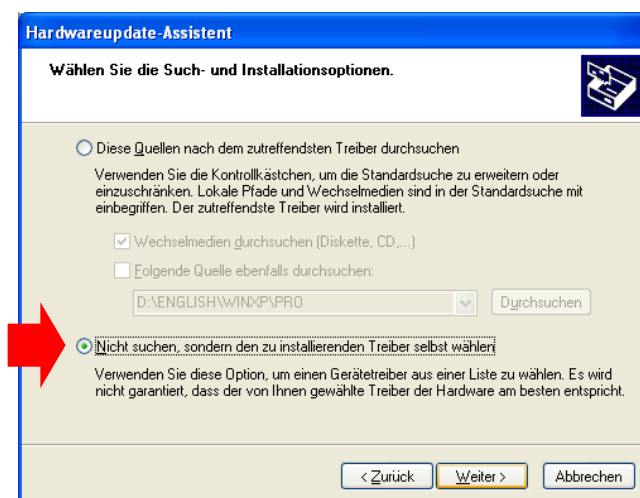 Hardwareupdate-Assistent
Wählen Sie die Such- und Installationsoptionen.
Diese Quellen nach dem zutreffendsten Treiber durchsuchen
Verwenden Sie die Kontrollkästchen, um die Standardsuche zu erweitern oder
einzuschränken. Lokale Pfade und Wechselmedien sind in der Standardsuche mit
einbegriffen. Der zutreffendste Treiber wird installiert.
Wechselmedien durchsuchen (Diskette, CD,...)
Folgende Quelle ebenfalls durchsuchen:
D:\ENGLISH\WINXP\PRO
Durchsuchen
Nicht suchen, sondern den zu installierenden Treiber selbst wählen
Verwenden Sie diese Option, um einen Gerätetreiber aus einer Liste zu wählen. Es wird
nicht garantiert, dass der von Ihnen gewählte Treiber der Hardware am besten entspricht.
< Zurück
Weiter >
Abbrechen